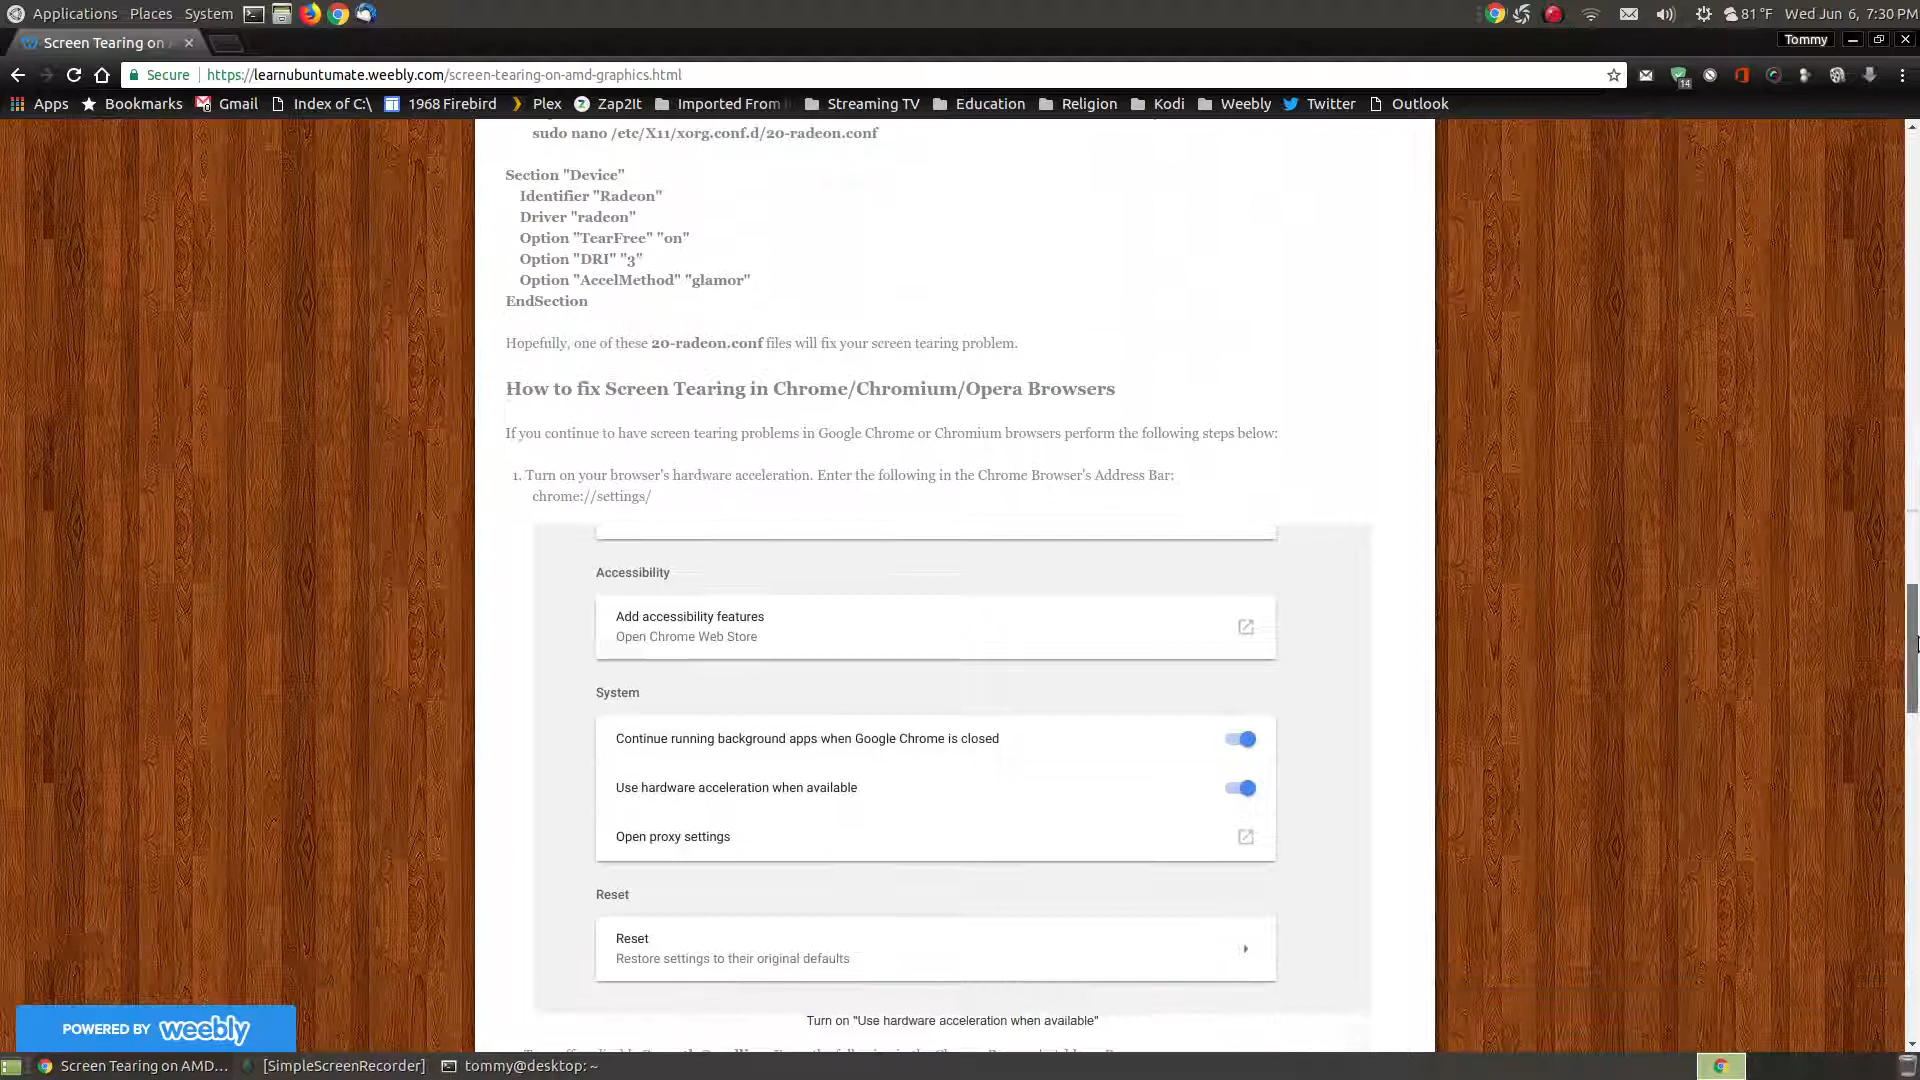 Applications Places System
81 °F Wed Jun 6, 7:30 PM
Screen Tearing on
Tommy
Secure https://learnubuntumate.weebly.com/screen-tearing-on-amd-graphics.html
14
Apps Bookmarks Gmail Index of C:\ 1968 Firebird Plex Zap2It Imported From Streaming TV Education Religion Kodi Weebly Twitter Outlook
sudo nano /etc/X11/xorg.conf.d/20-radeon.conf
Section "Device"
Identifier "Radeon"
Driver "radeon"
Option "TearFree" "on"
Option "DRI" "3"
Option "AccelMethod" "glamor"
EndSection
Hopefully, one of these 20-radeon.conf files will fix your screen tearing problem.
How to fix Screen Tearing in Chrome/Chromium/Opera Browsers
If you continue to have screen tearing problems in Google Chrome or Chromium browsers perform the following steps below:
1. Turn on your browser's hardware acceleration. Enter the following in the Chrome Browser's Address Bar:
chrome://settings/
Accessibility
Add accessibility features
Open Chrome Web Store
System
Continue running background apps when Google Chrome is closed
Use hardware acceleration when available
Open proxy settings
Reset
Reset
Restore settings to their original defaults
Turn on "Use hardware acceleration when available"
POWERED BY weebly
Screen Tearing on AMD... [SimpleScreenRecorder] tommy@desktop: ~